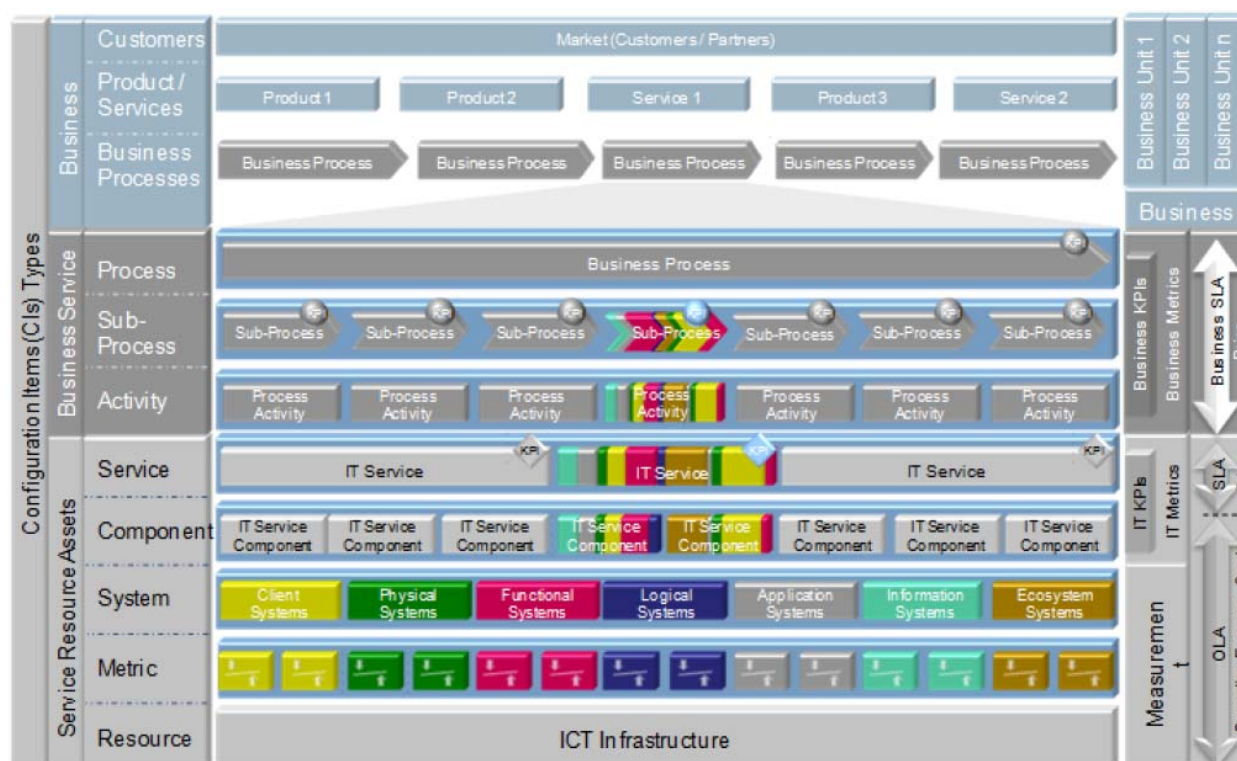 Configuration Items (CIs) Types
Business
Customers
Market (Customers / Partners)
Product /
Services
Product 1
Product 2
Service 1
Product 3
Service 2
Business
Processes
Business Process
Business Process
Business Process
Business Process
Business Process
Business Unit 1
Business Unit 2
Business Unit n
Business
Business Service
Process
Business Process
KPI
Sub-
Process
Sub-Process
Sub-Process
Sub-Process
Sub-Process
Sub-Process
Sub-Process
Sub-Process
KPI
KPI
KPI
KPI
KPI
KPI
KPI
Activity
Process
Activity
Process
Activity
Process
Activity
Process
Activity
Process
Activity
Process
Activity
Process
Activity
Business KPIs
Business Metrics
Business SLA
Service Resource Assets
Service
IT Service
KPI
IT Service
KPI
IT Service
KPI
Component
IT Service
Component
IT Service
Component
IT Service
Component
IT Service
Component
IT Service
Component
IT Service
Component
IT Service
Component
IT Service
Component
IT KPIs
IT Metrics
SLA
System
Client
Systems
Physical
Systems
Functional
Systems
Logical
Systems
Application
Systems
Information
Systems
Ecosystem
Systems
Metric
Resource
ICT Infrastructure
Measuremen
t
OLA